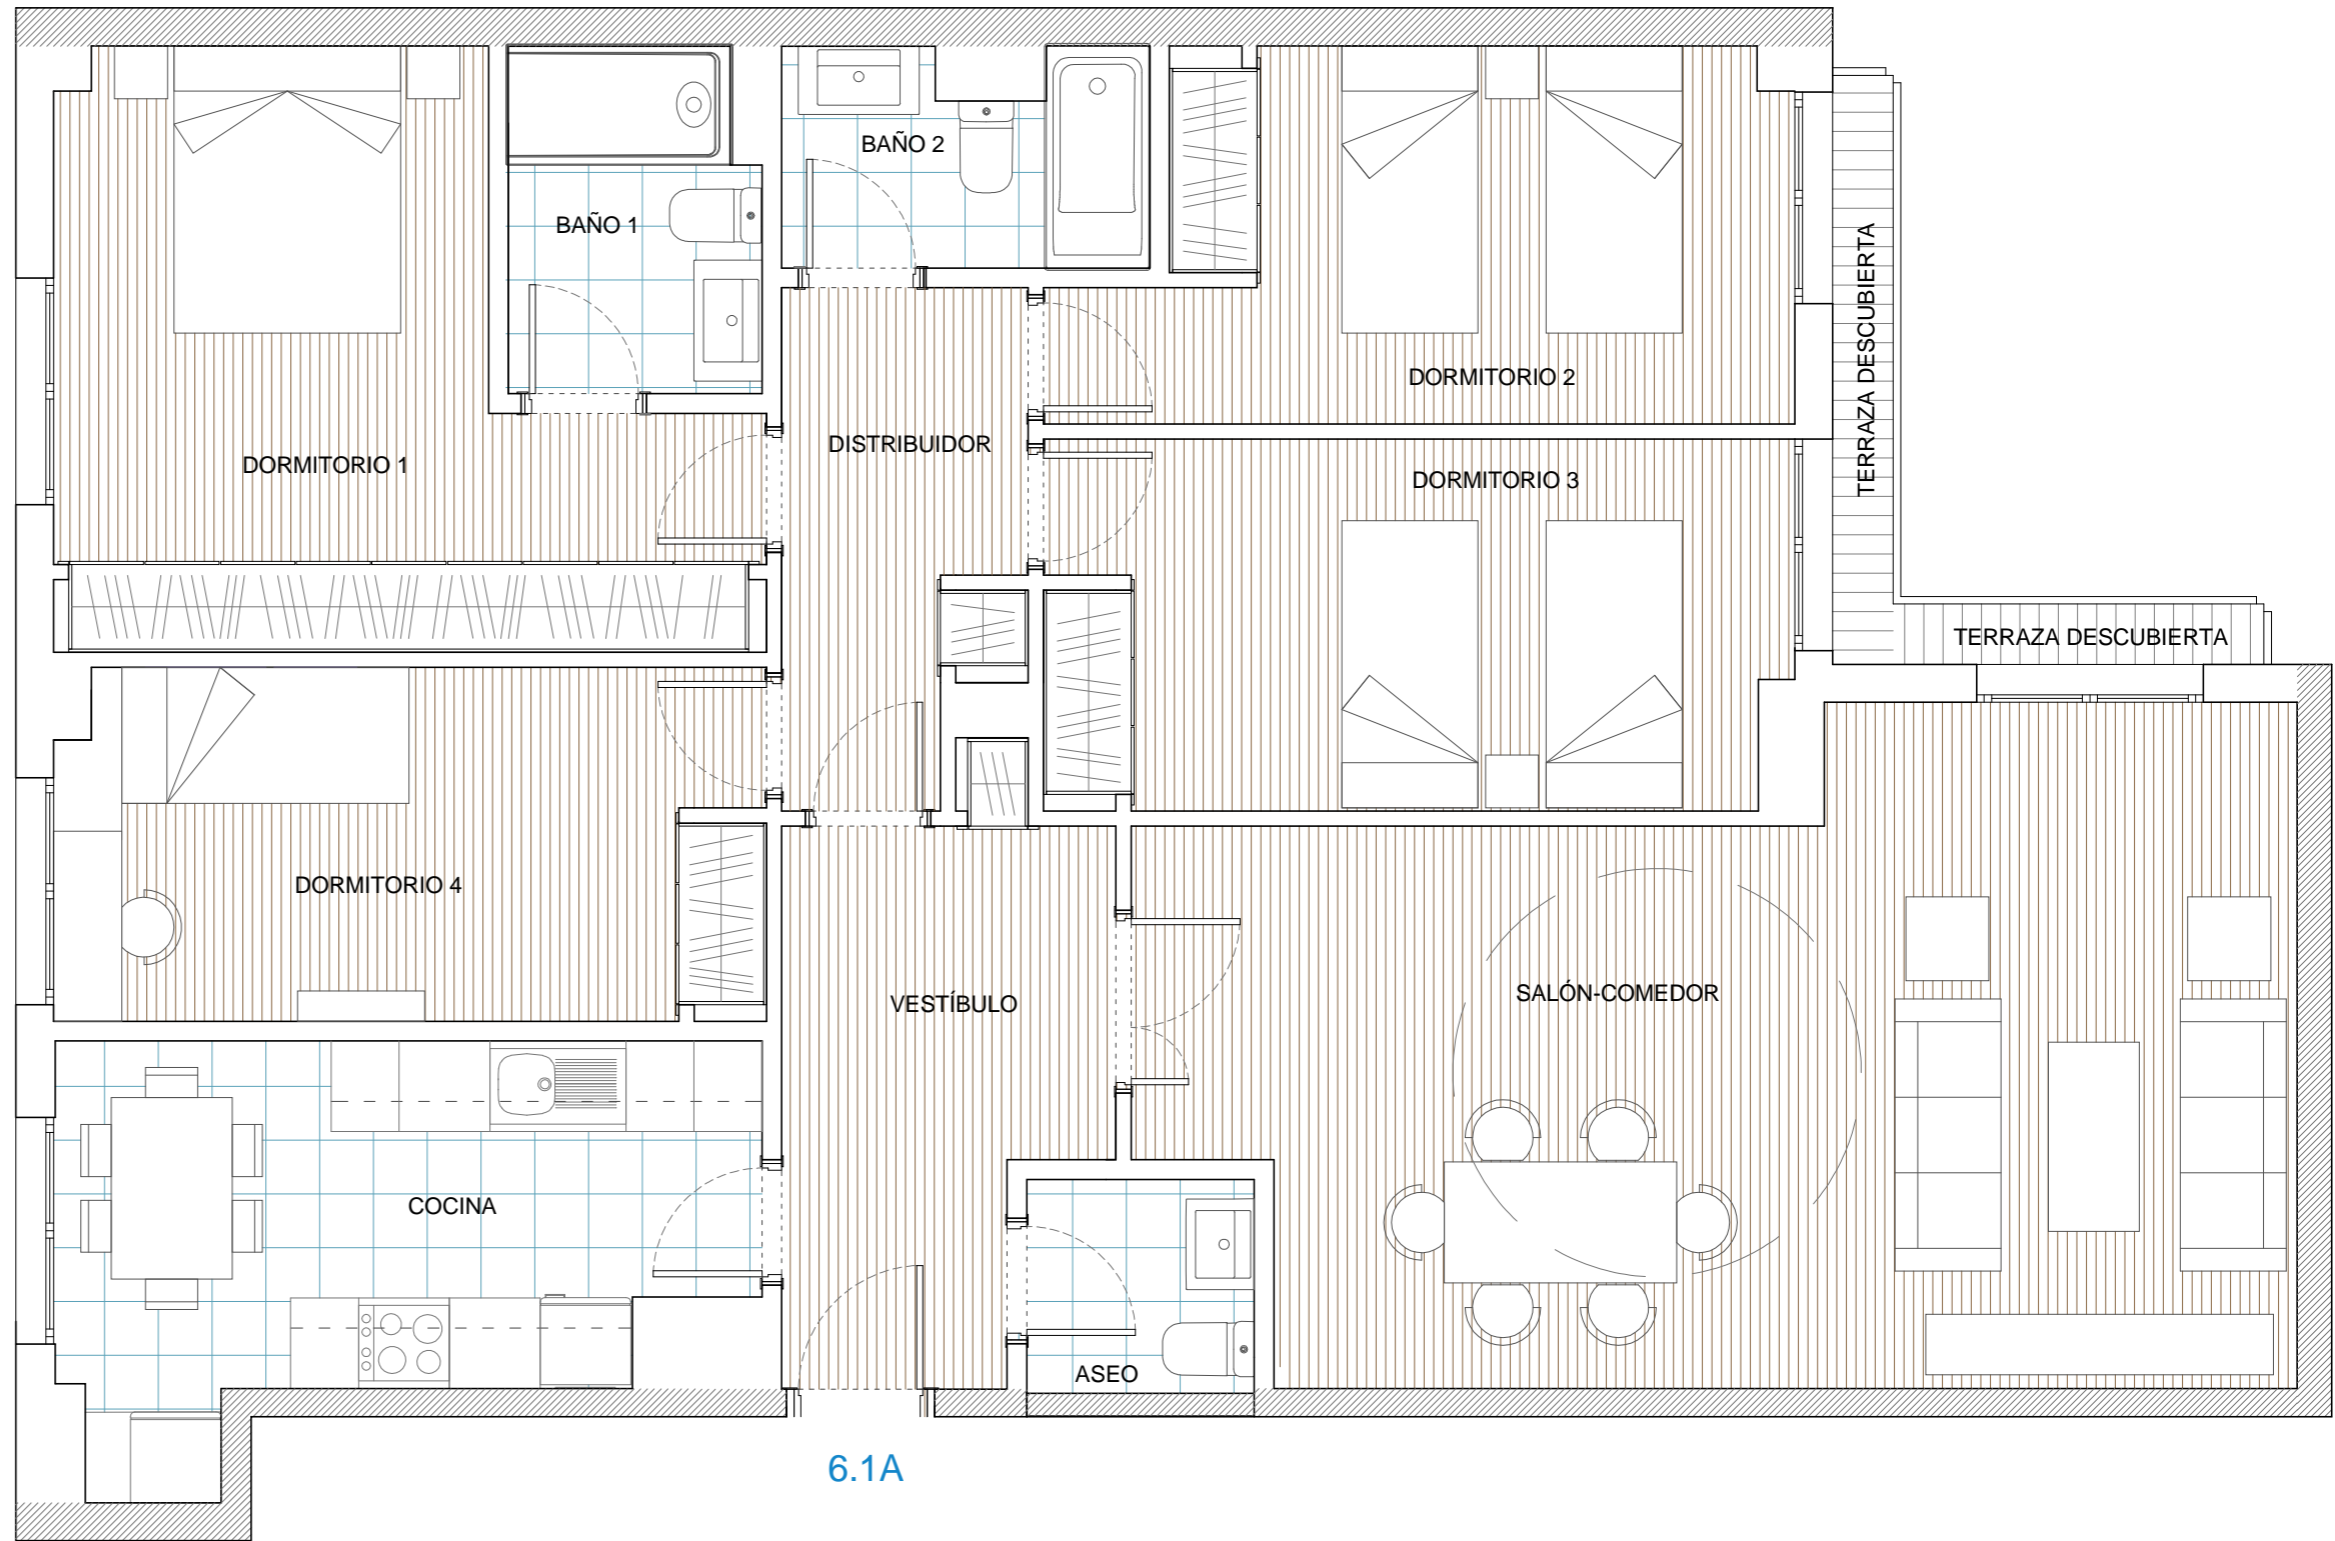 BAÑO 2
BAÑO 1
TERRAZA DESCUBIERTA
DORMITORIO 2
DISTRIBUIDOR
DORMITORIO 1
DORMITORIO 3
TERRAZA DESCUBIERTA
DORMITORIO 4
SALÓN-COMEDOR
VESTÍBULO
COCINA
ASEO
6.1A